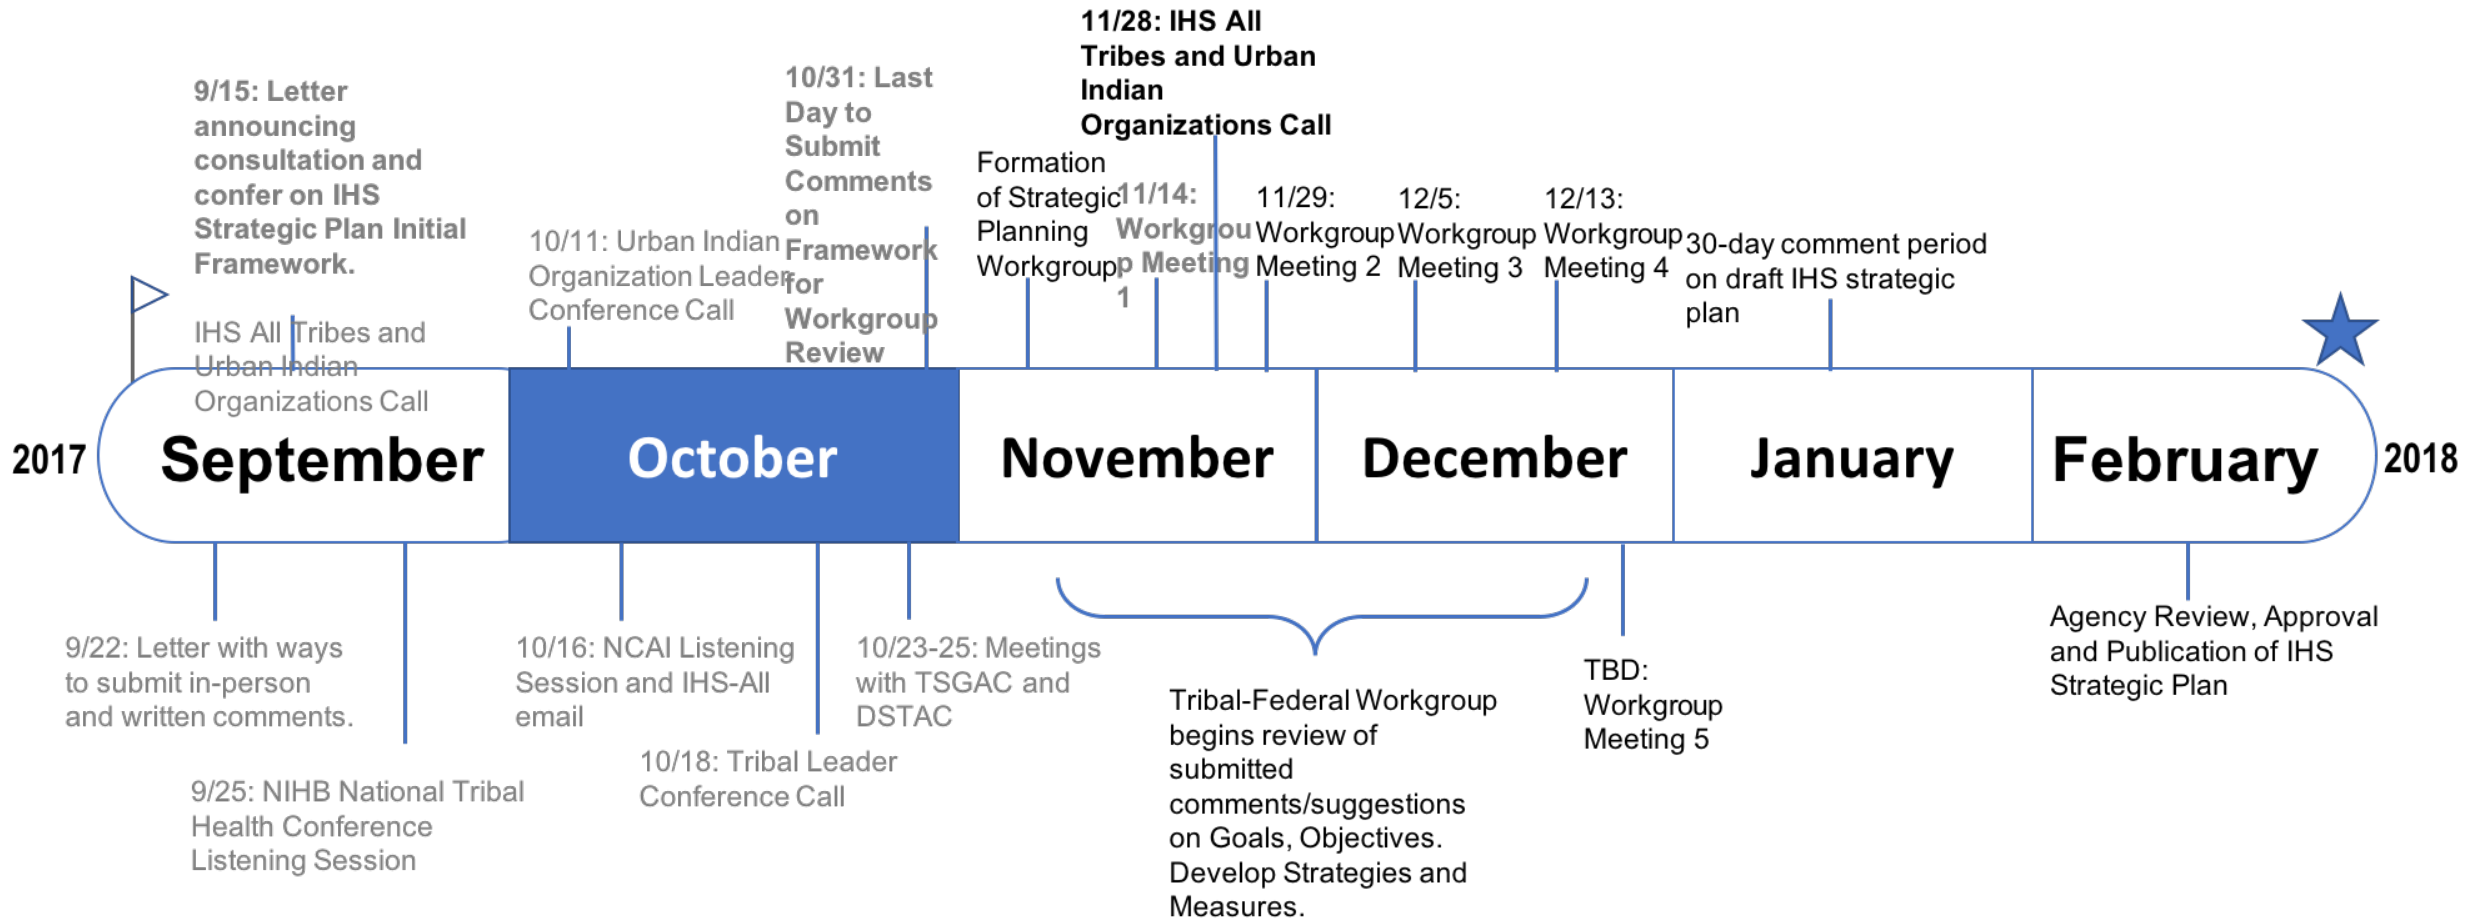 11/28: IHS All
Tribes and Urban
Indian
Organizations Call
9/15: Letter
announcing
consultation and
confer on IHS
Strategic Plan Initial
Framework.
IHS All Tribes and
Urban Indian
Organizations Call
10/11: Urban Indian
Organization Leader
Conference Call
10/31: Last
Day to
Submit
Comments
on
Framework
for
Workgroup
Review
Formation
of Strategic
Planning
Workgroup
11/14:
Workgrou
p Meeting
1
11/29:
Workgroup
Meeting 2
12/5:
Workgroup
Meeting 3
12/13:
Workgroup
Meeting 4
30-day comment period
on draft IHS strategic
plan
2017
September
October
November
December
January
February
2018
9/22: Letter with ways
to submit in-person
and written comments.
9/25: NIHB National Tribal
Health Conference
Listening Session
10/16: NCAI Listening
Session and IHS-All
email
10/18: Tribal Leader
Conference Call
10/23-25: Meetings
with TSGAC and
DSTAC
Tribal-Federal Workgroup
begins review of
submitted
comments/suggestions
on Goals, Objectives.
Develop Strategies and
Measures.
TBD:
Workgroup
Meeting 5
Agency Review, Approval
and Publication of IHS
Strategic Plan